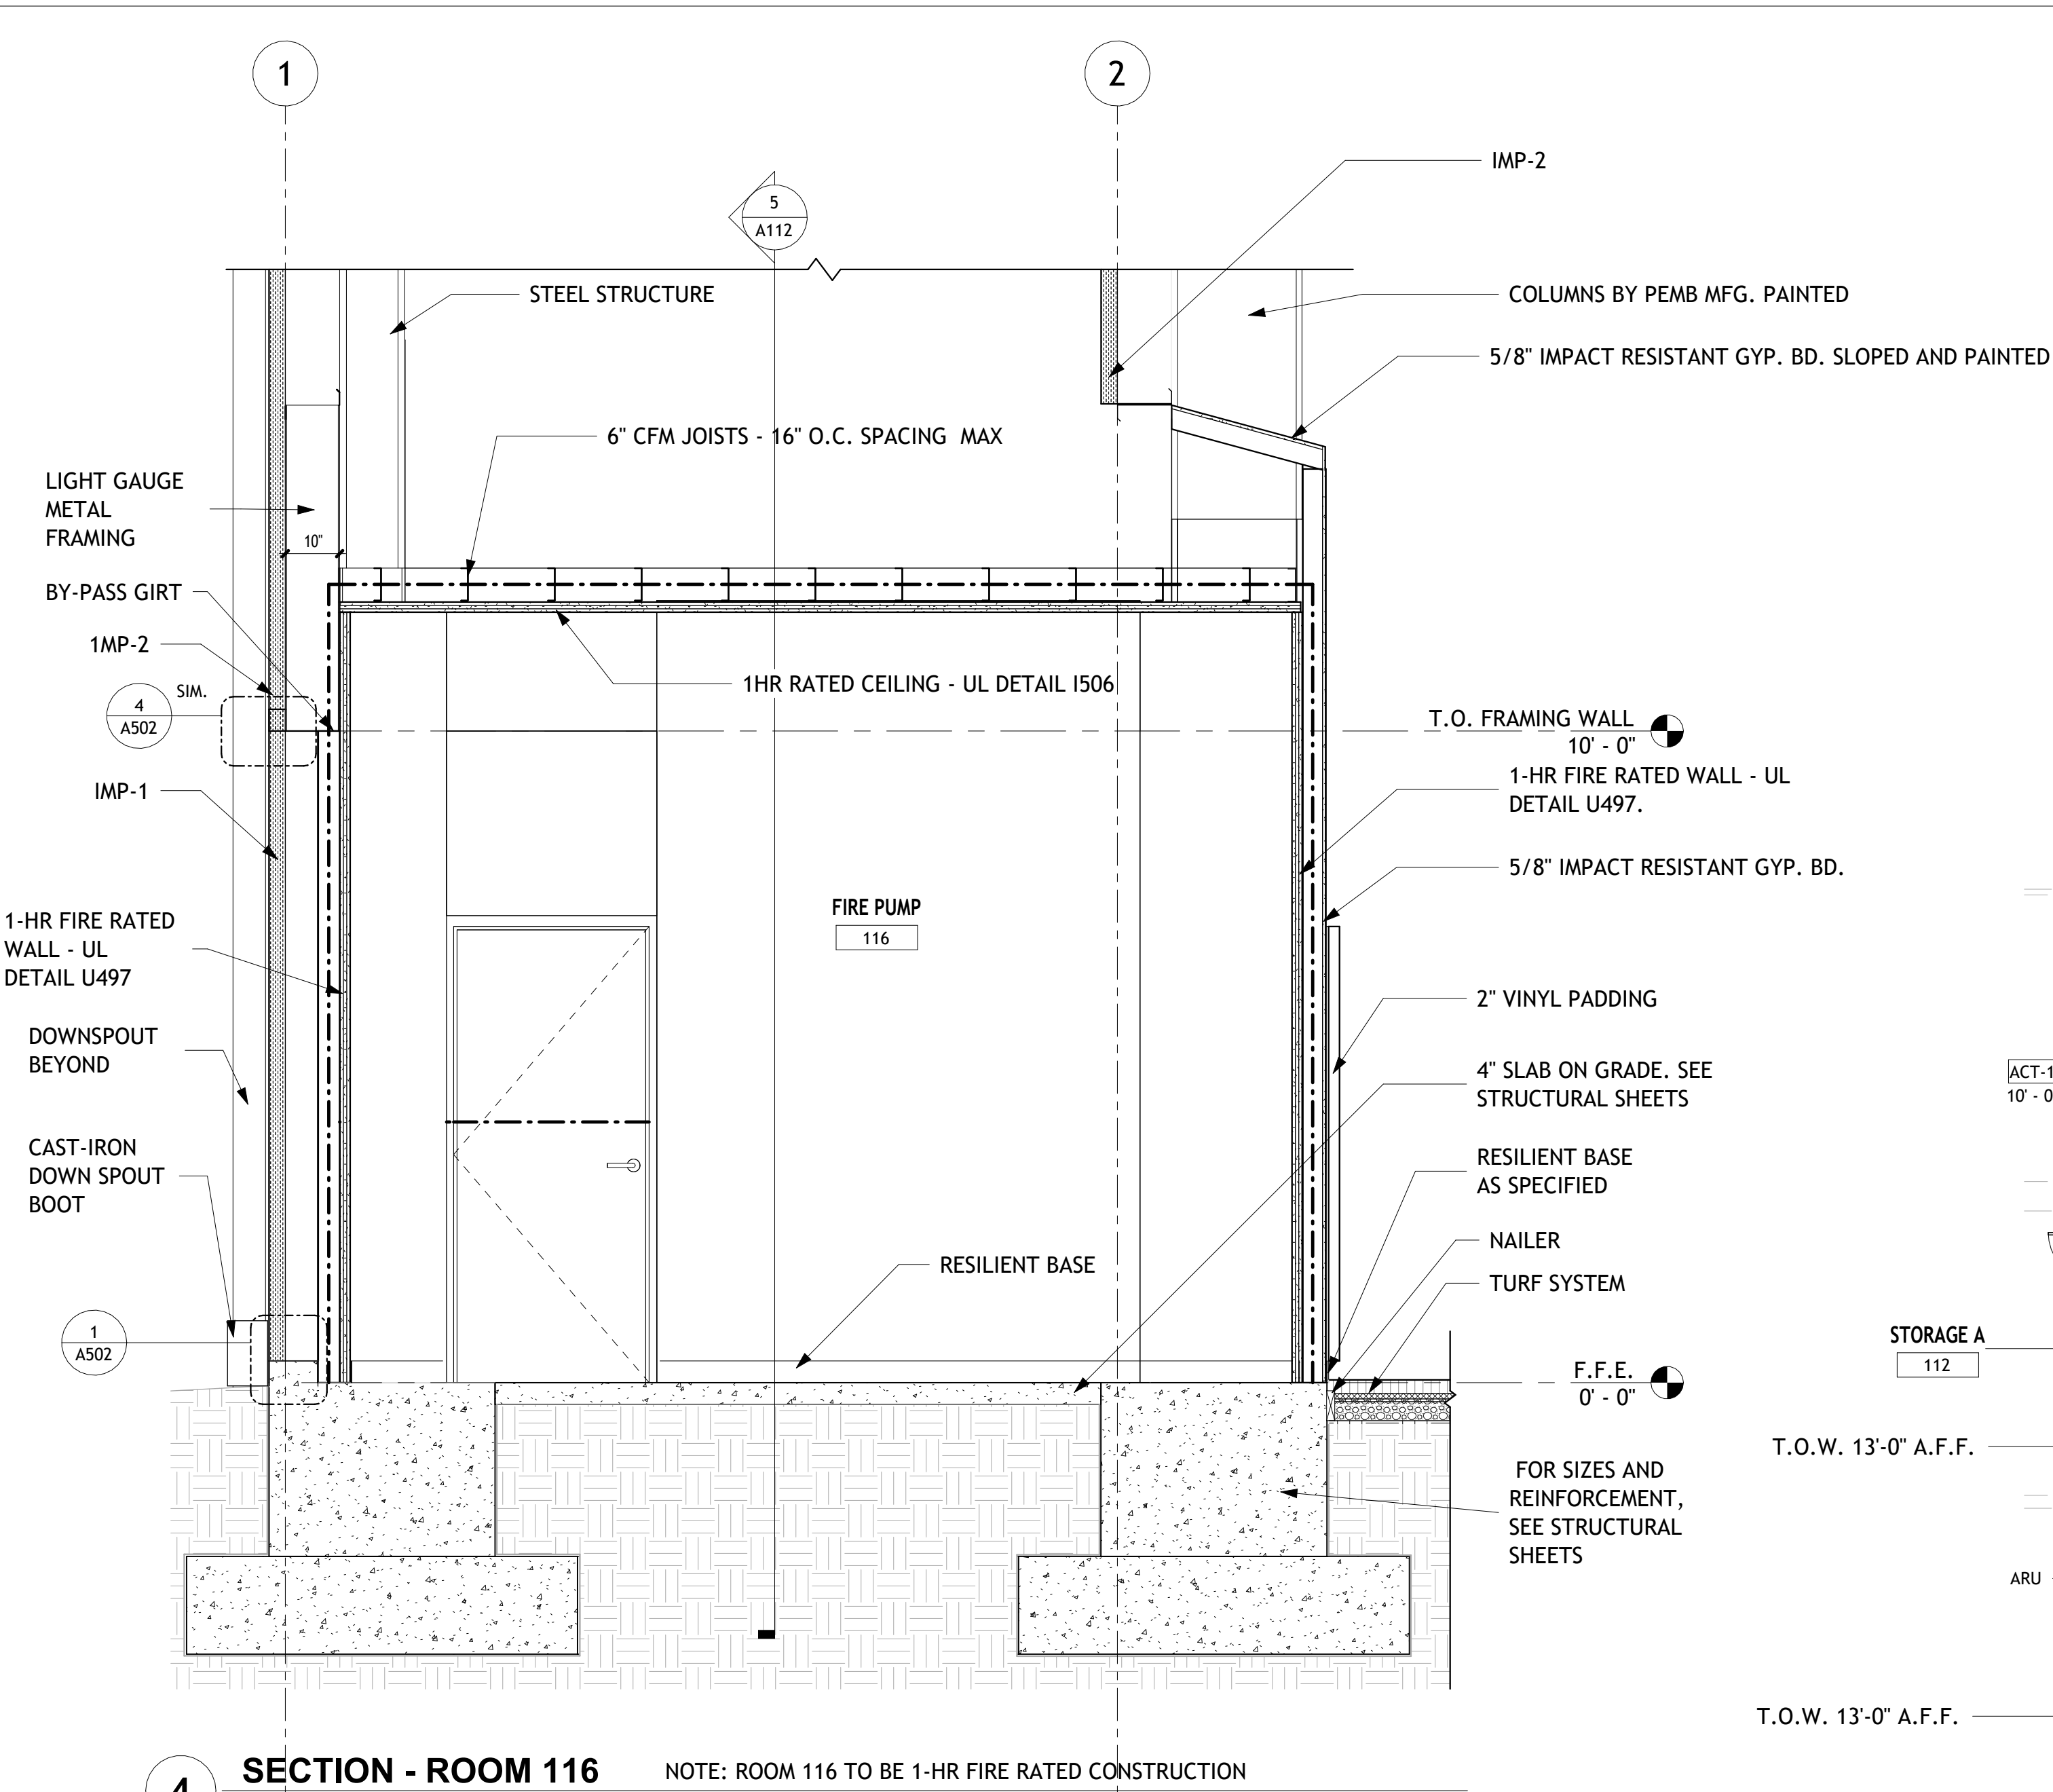 1
2
IMP-2
5
A112
STEEL STRUCTURE
COLUMNS BY PEMB MFG. PAINTED
5/8" IMPACT RESISTANT GYP. BD. SLOPED AND PAINTED
6" CFM JOISTS - 16" O.C. SPACING MAX
LIGHT GAUGE
METAL
FRAMING
10"
BY-PASS GIRT
1MP-2
SIM.
4
A502
1HR RATED CEILING - UL DETAIL I506
T.O. FRAMING WALL
10' - 0"
IMP-1
1-HR FIRE RATED WALL - UL
DETAIL U497.
5/8" IMPACT RESISTANT GYP. BD.
FIRE PUMP
116
1-HR FIRE RATED
WALL - UL
DETAIL U497
2" VINYL PADDING
DOWNSPOUT
BEYOND
4" SLAB ON GRADE. SEE
STRUCTURAL SHEETS
ACT-1
10' - 0
CAST-IRON
DOWN SPOUT
BOOT
RESILIENT BASE
AS SPECIFIED
NAILER
RESILIENT BASE
TURF SYSTEM
1
A502
STORAGE A
112
F.F.E.
0' - 0"
T.O.W. 13'-0" A.F.F.
FOR SIZES AND
REINFORCEMENT,
SEE STRUCTURAL
SHEETS
ARU
T.O.W. 13'-0" A.F.F.
4
SECTION - ROOM 116
NOTE: ROOM 116 TO BE 1-HR FIRE RATED CONSTRUCTION